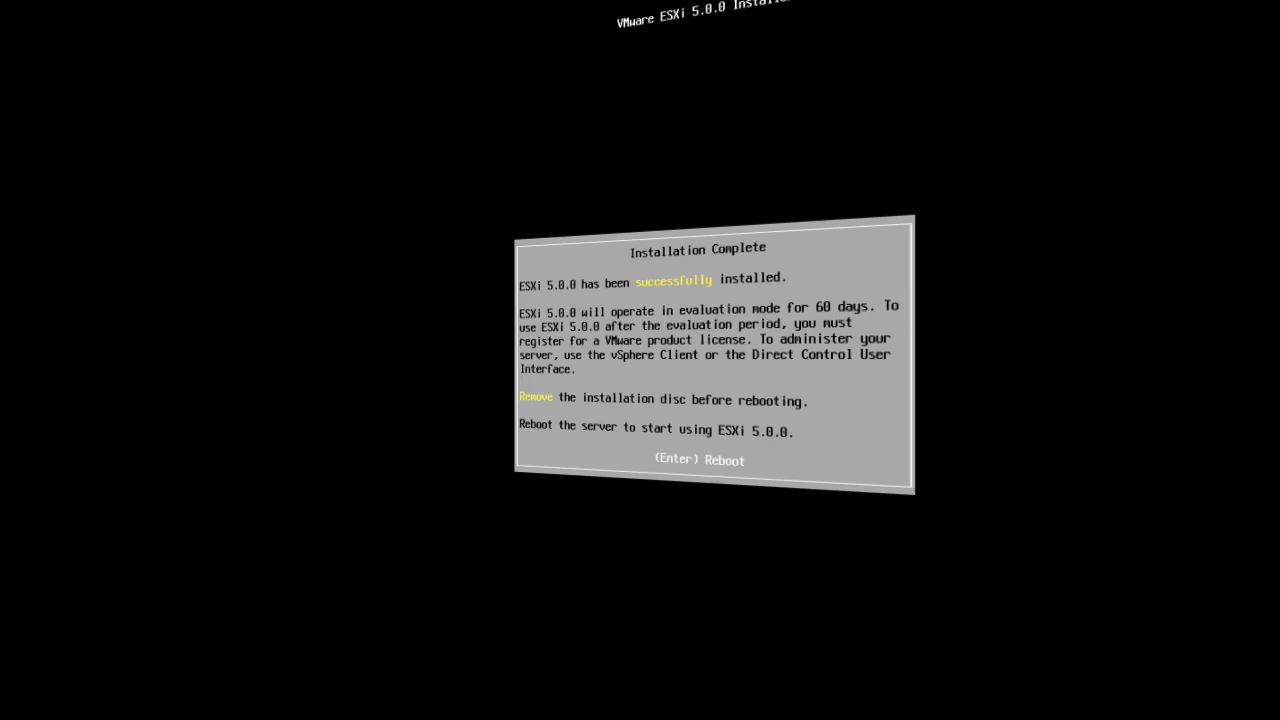 VMware ESXi 5.0.0
Installation Complete
ESXi 5.0.0 has been successfully installed.
ESXi 5.0.0 will operate in evaluation mode for 60 days. To
use ESXi 5.0.0 after the evaluation period, you must
register for a VMware product license. To administer your
server, use the vSphere Client or the Direct Control User
Interface.
Remove the installation disc before rebooting.
Reboot the server to start using ESXi 5.0.0.
(Enter) Reboot